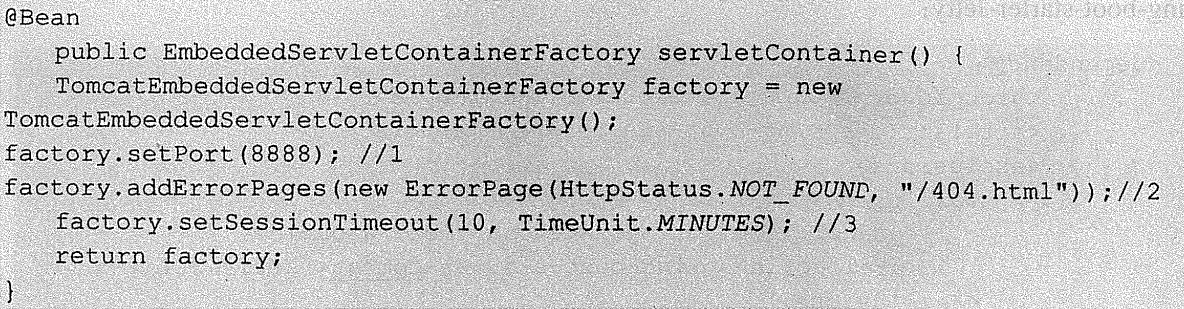 @Bean
    public EmbeddedServletContainerFactory servletContainer() {
    TomcatEmbeddedServletContainerFactory factory = new
TomcatEmbeddedServletContainerFactory();
factory.setPort(8888); //1
factory.addErrorPages(new ErrorPage(HttpStatus.NOT_FOUND, "/404.html"));//2
    factory.setSessionTimeout(10, TimeUnit.MINUTES); //3
    return factory;
}